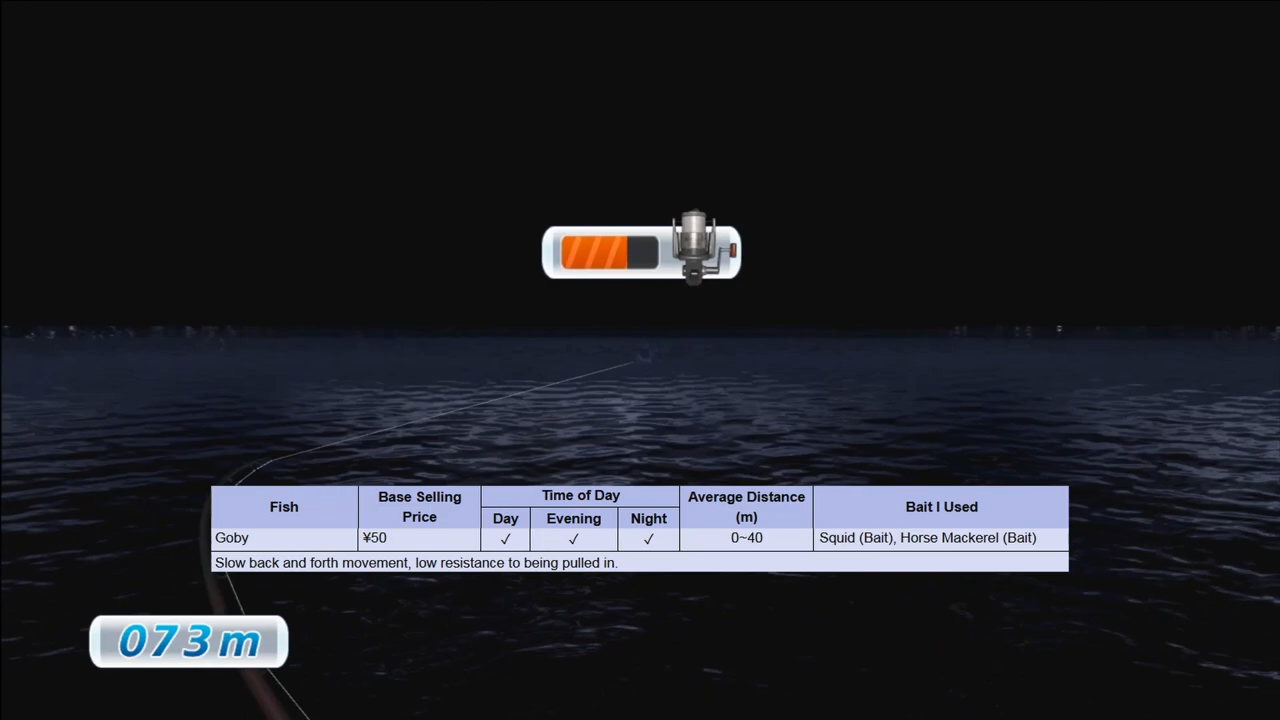 Fish
Base Selling
Price
Time of Day
Day
Evening
Night
Average Distance
(m)
Bait I Used
Goby
¥50
✓
✓
✓
0~40
Squid (Bait), Horse Mackerel (Bait)
Slow back and forth movement, low resistance to being pulled in.
073m